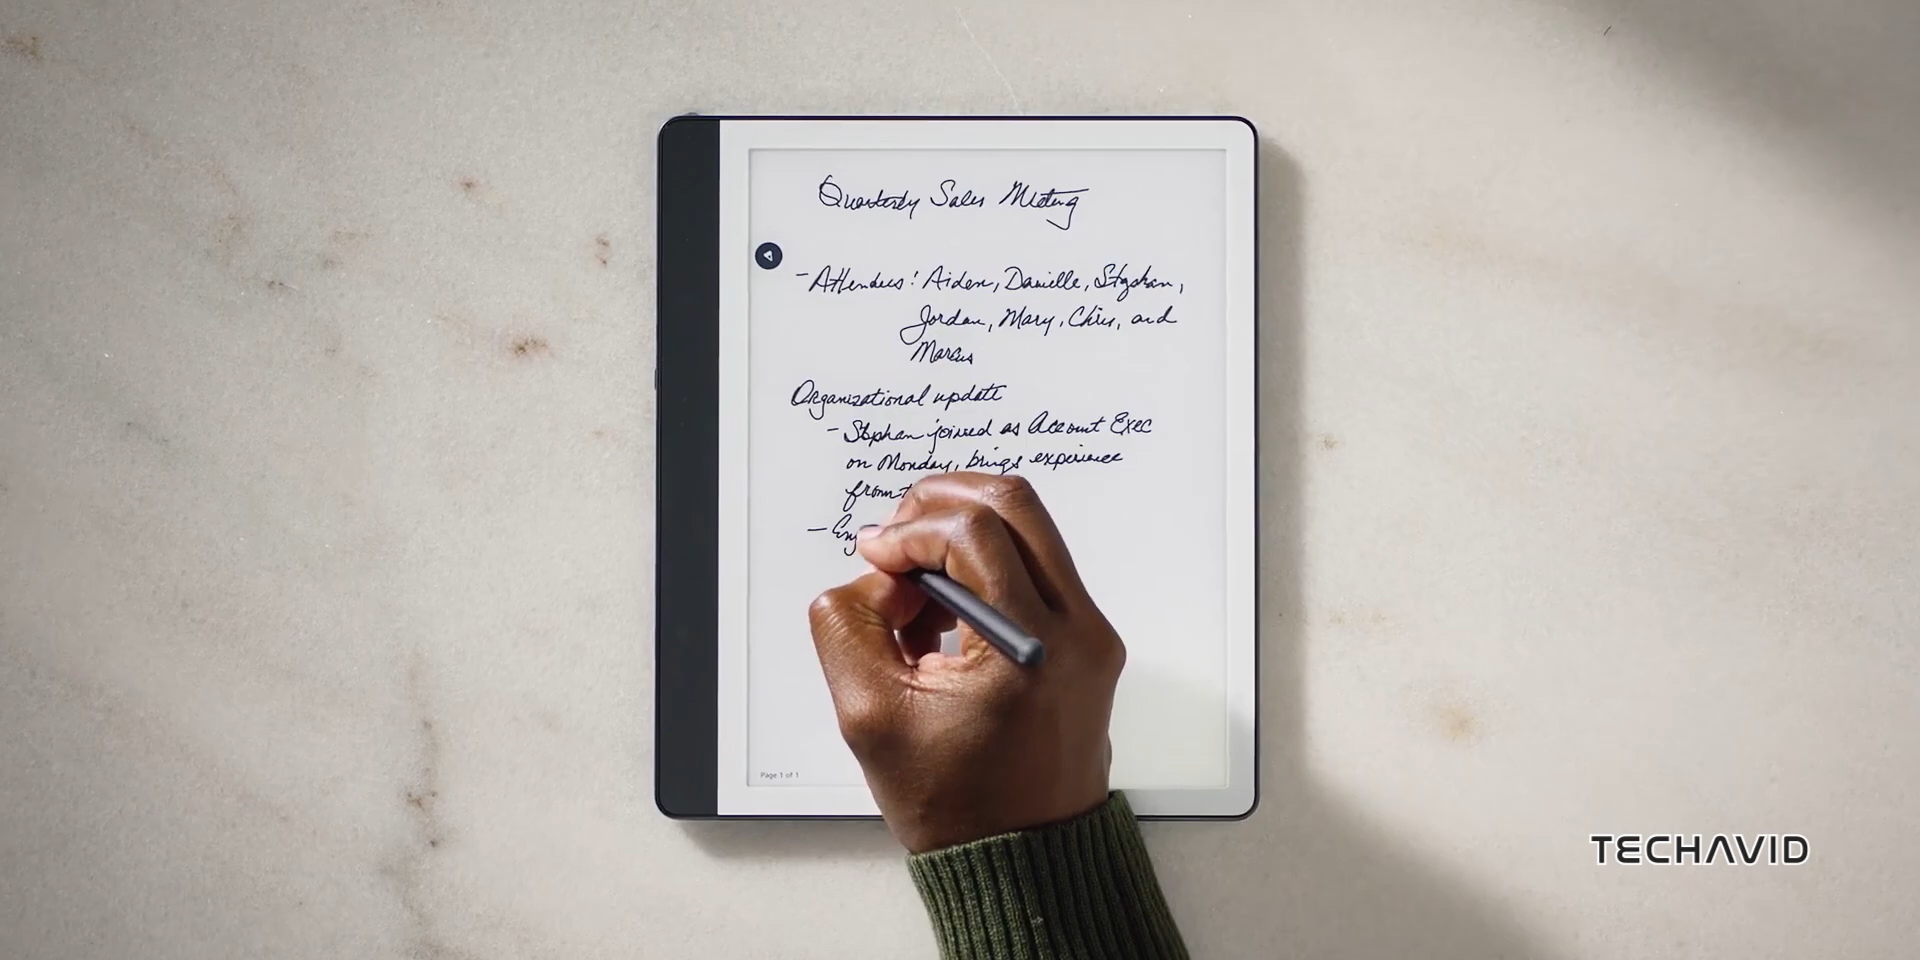 Quarterly Sales Meeting
- Attendees: Aiden, Danielle, Stephan,
Jordan, Mary, Chris, and
Marcus
Organizational update
- Stephan joined as Account Exec
on Monday, brings experience
from
-
Page 1 of 1
TECHAVID